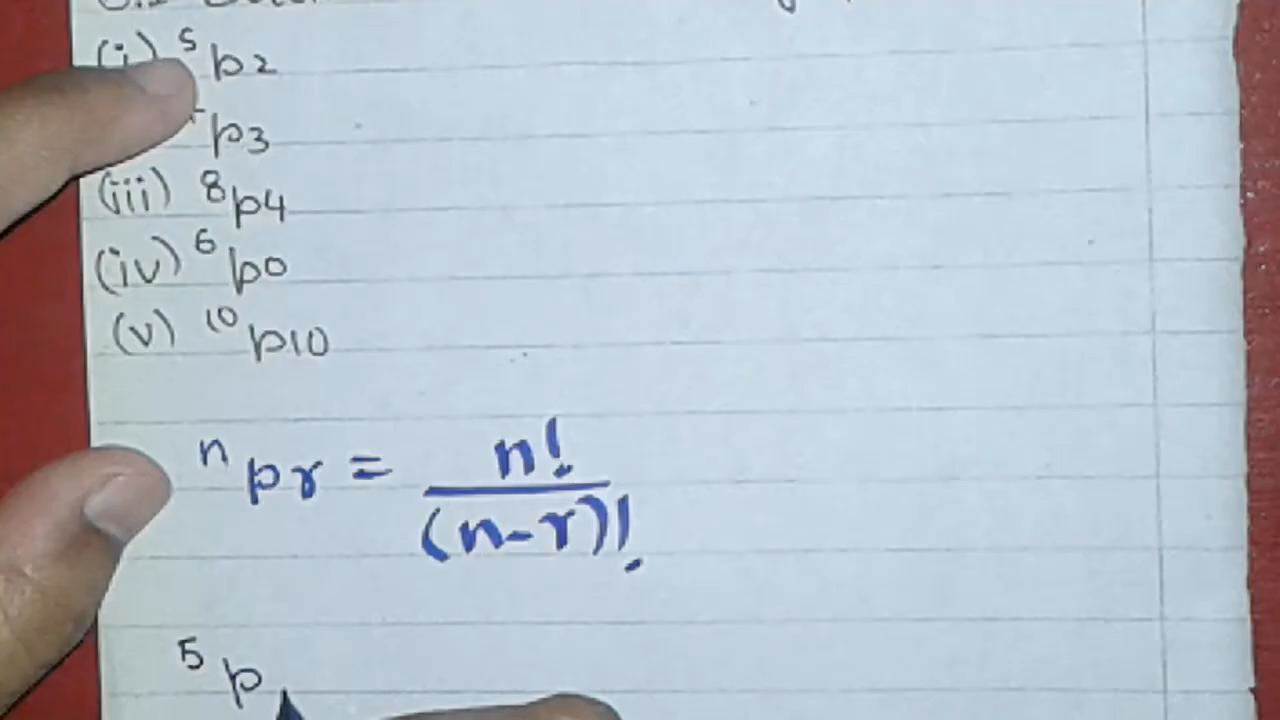 (i) ⁵p2
p3
(iii) ⁸p4
(iv) ⁶p0
(v) ¹⁰p10
ⁿpr = n!
(n-r)!
⁵p